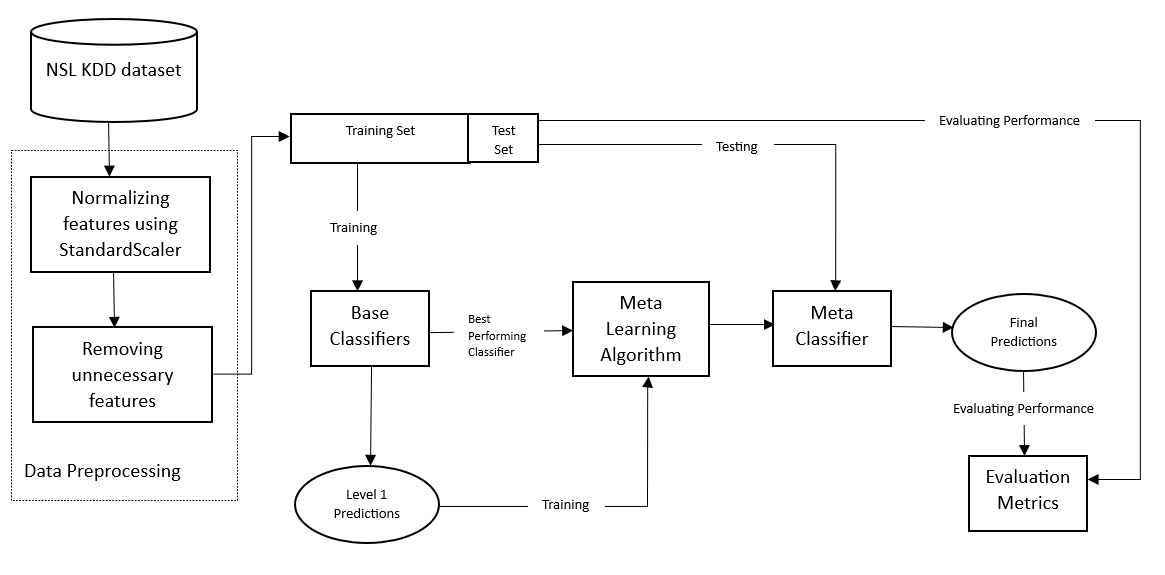 NSL KDD dataset
Normalizing
features using
StandardScaler
Removing
unnecessary
features
Data Preprocessing
Training Set
Test
Set
Evaluating Performance
Testing
Training
Base
Classifiers
Best
Performing
Classifier
Meta
Learning
Algorithm
Meta
Classifier
Final
Predictions
Evaluating Performance
Evaluation
Metrics
Level 1
Predictions
Training